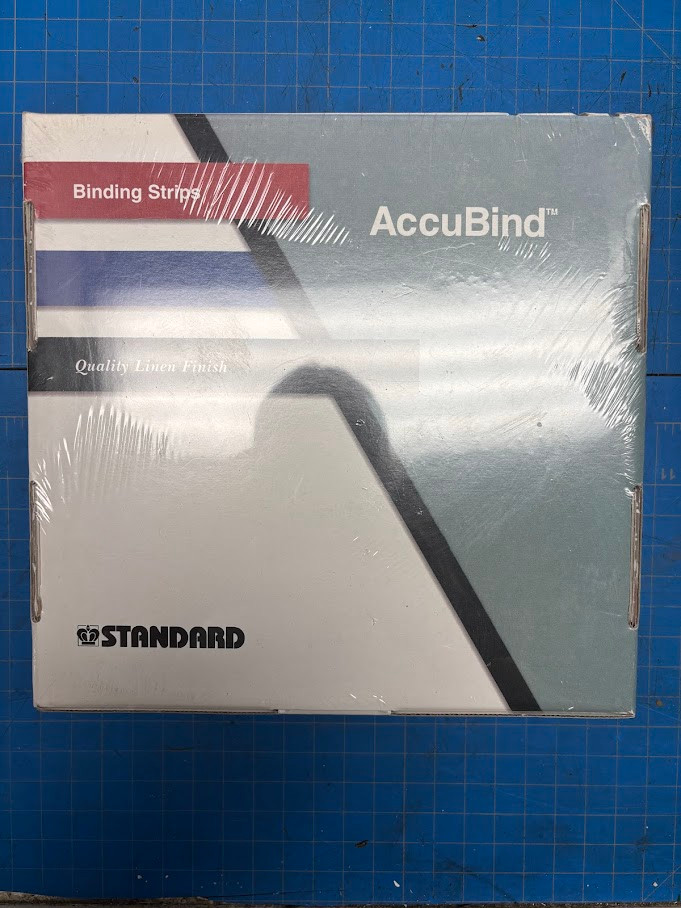 Binding Strips
AccuBind™
Quality Linen Finish
STANDARD